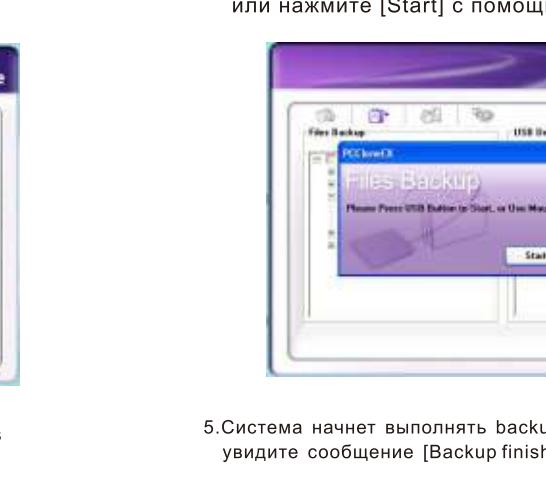 или нажмите [Start] с помощ
e
Files Backup
USB De
PCCloneEX
Files Backup
Please Press USB Button to Start, or Use Mou
Start
s
5.Система начнет выполнять backu
увидите сообщение [Backup finish